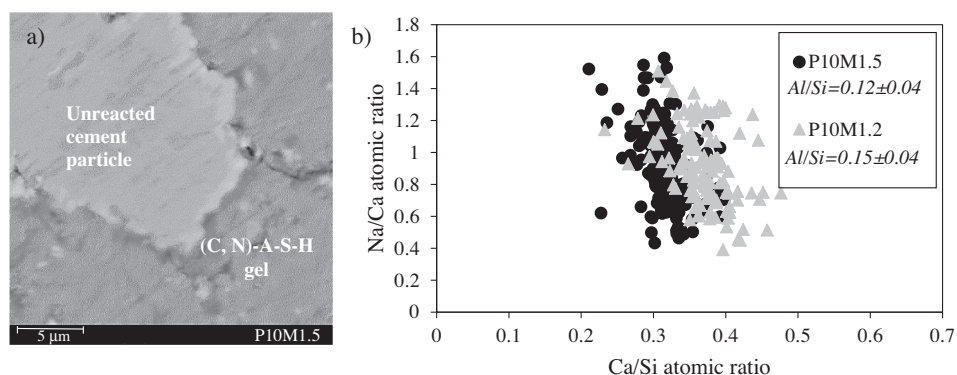 a)
Unreacted
cement
particle
(C, N)-A-S-H
gel
5 μm
P10M1.5
b)
Na/Ca atomic ratio
1.8
1.6
1.4
1.2
1
0.8
0.6
0.4
0.2
0
0 0.1 0.2 0.3 0.4 0.5 0.6 0.7
Ca/Si atomic ratio
P10M1.5
Al/Si=0.12±0.04
P10M1.2
Al/Si=0.15±0.04